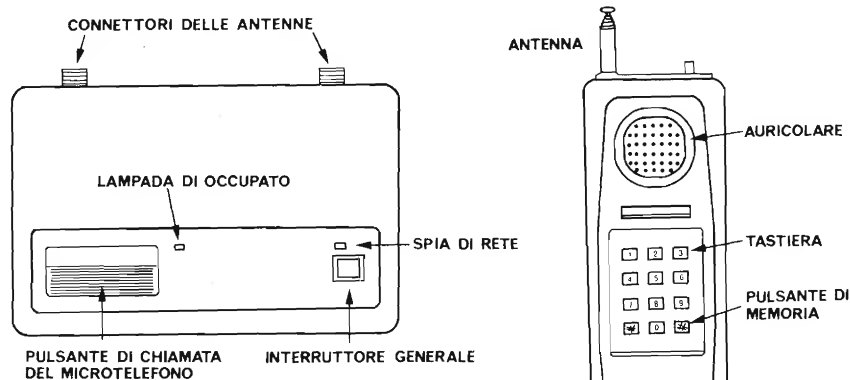 CONNETTORI DELLE ANTENNE
LAMPADA DI OCCUPATO
SPIA DI RETE
PULSANTE DI CHIAMATA
DEL MICROTELEFONO
INTERRUTTORE GENERALE
ANTENNA
AURICOLARE
TASTIERA
1 2 3
4 5 6
7 8 9
0
PULSANTE DI
MEMORIA